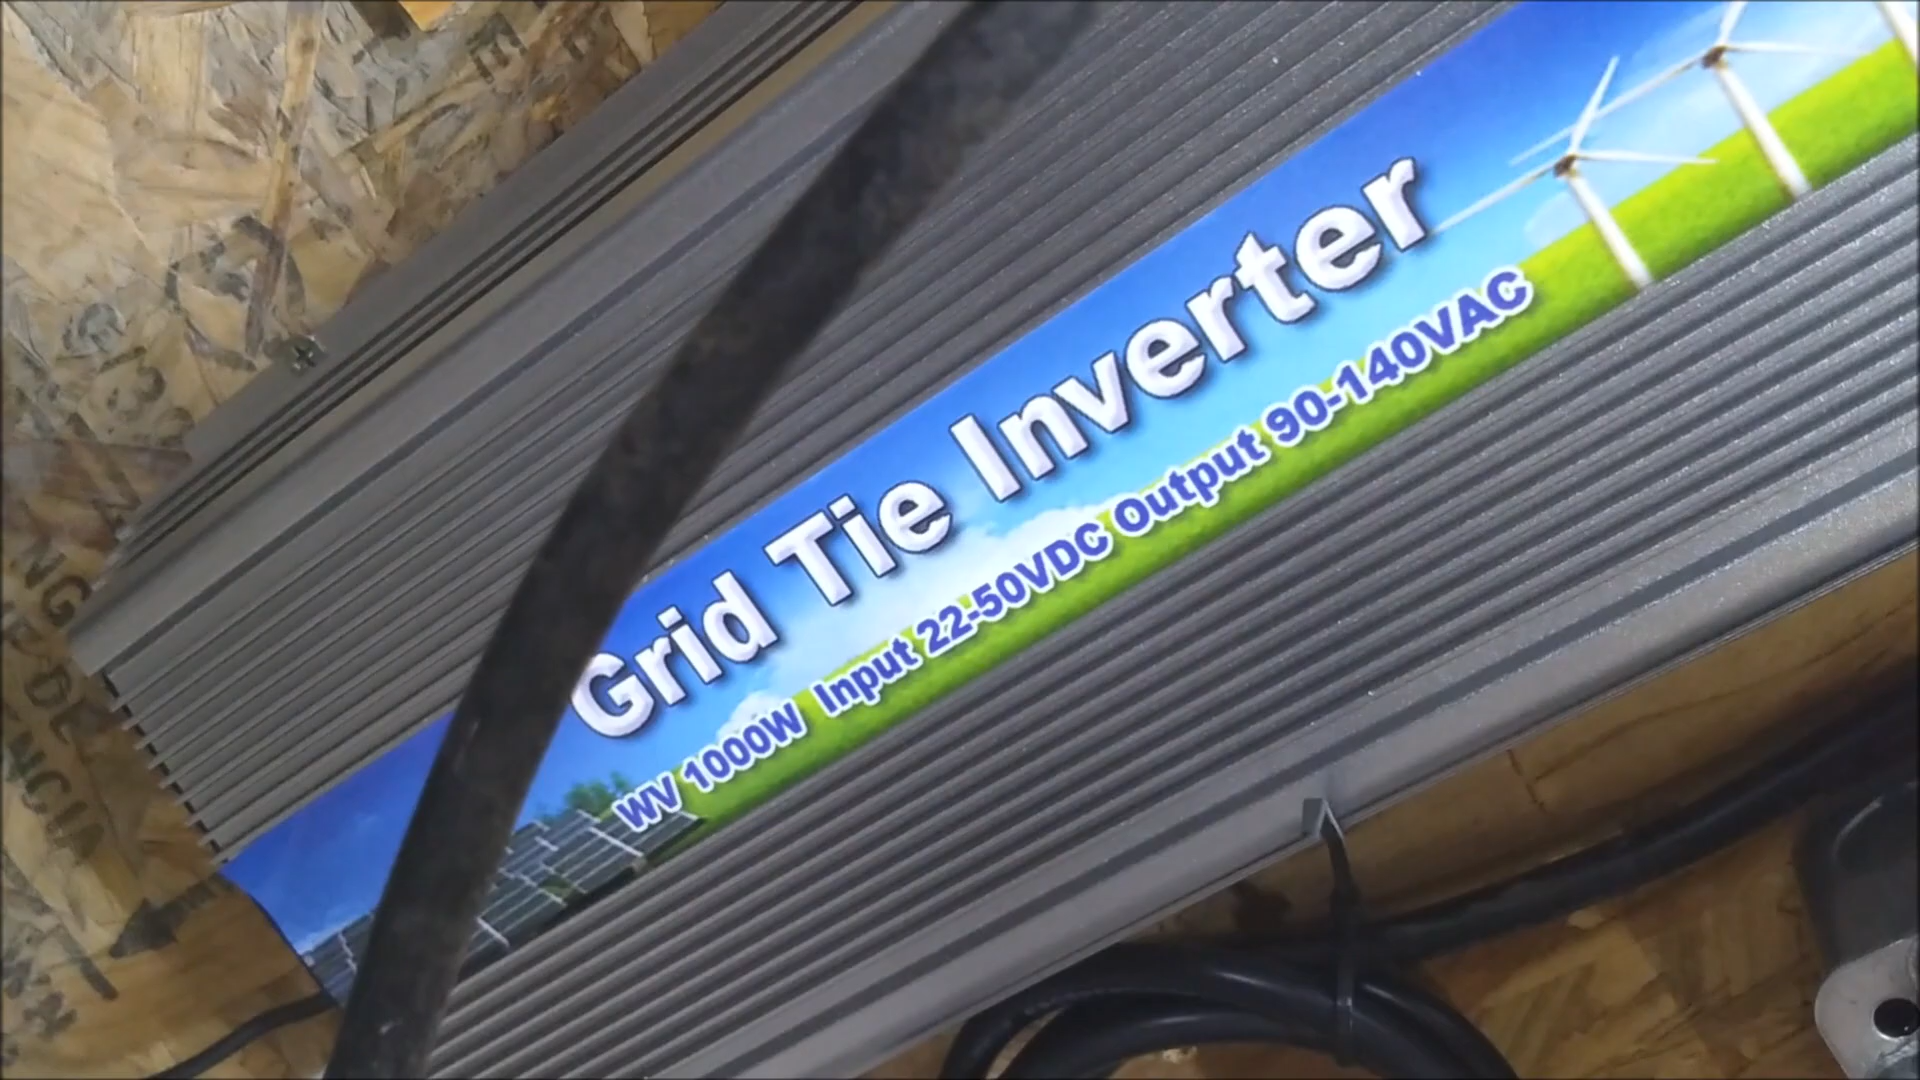 Grid Tie Inverter
WV 1000W Input 22-50VDC Output 90-140VAC